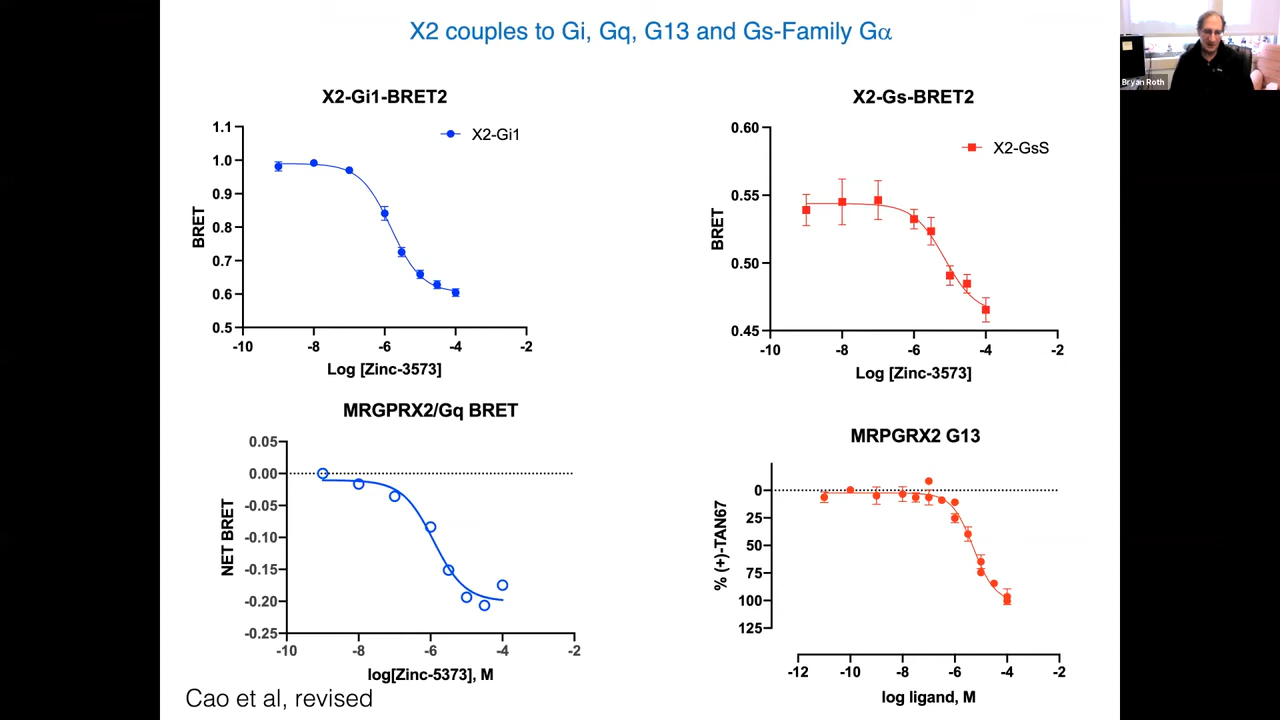 X2 couples to Gi, Gq, G13 and Gs-Family Gα
Bryan Roth
X2-Gi1-BRET2
X2-Gi1
1.1
1.0
0.9
0.8
0.7
0.6
0.5
BRET
-10 -8 -6 -4 -2
Log [Zinc-3573]
X2-Gs-BRET2
X2-GsS
0.60
0.55
0.50
0.45
BRET
-10 -8 -6 -4 -2
Log [Zinc-3573]
MRGPRX2/Gq BRET
0.05
0.00
-0.05
-0.10
-0.15
-0.20
-0.25
NET BRET
-10 -8 -6 -4 -2
log[Zinc-5373], M
MRPGRX2 G13
0
25
50
75
100
125
% (+)-TAN67
-12 -10 -8 -6 -4 -2
log ligand, M
Cao et al, revised